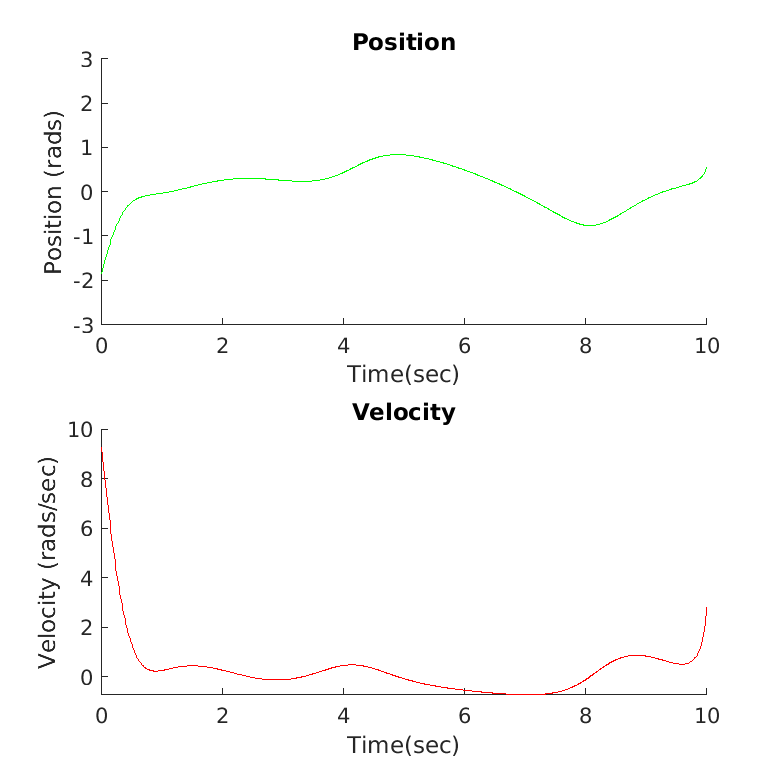 Position
3
2
1
0
-1
-2
-3
Position (rads)
0 2 4 6 8 10
Time(sec)
Velocity
10
8
6
4
2
0
Velocity (rads/sec)
0 2 4 6 8 10
Time(sec)